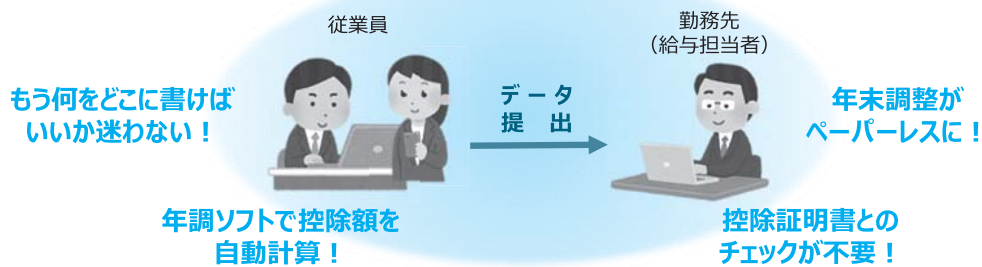 従業員
勤務先
（給与担当者）
もう何をどこに書けば
いいか迷わない！
データ
提出
年末調整が
ペーパーレスに！
年調ソフトで控除額を
自動計算！
控除証明書との
チェックが不要！